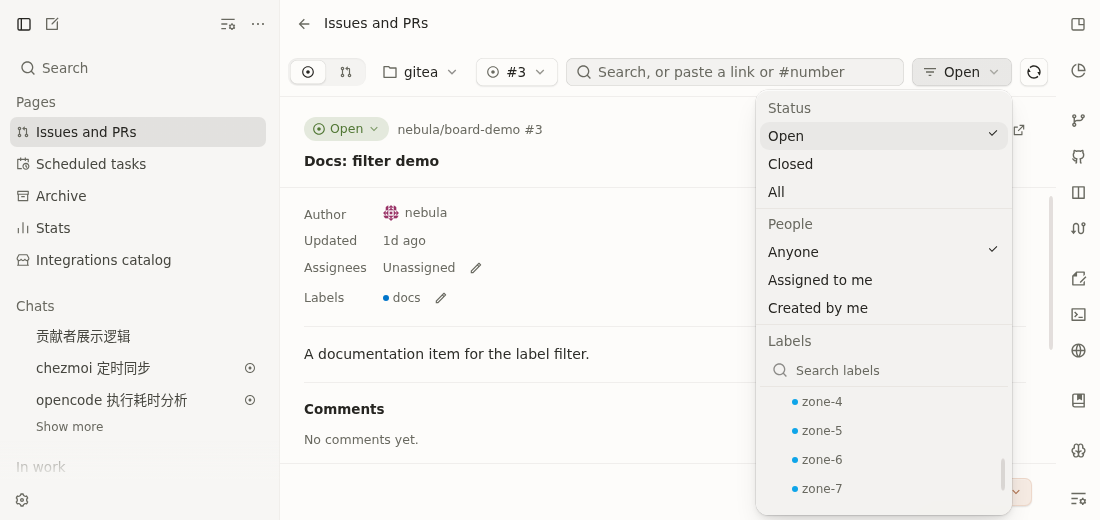 Issues and PRs
Search
gitea
#3
Search, or paste a link or #number
Open
Pages
Issues and PRs
Scheduled tasks
Archive
Stats
Integrations catalog
Chats
贡献者展示逻辑
chezmoi 定时同步
opencode 执行耗时分析
Show more
In work
Open
nebula/board-demo #3
Docs: filter demo
Author
nebula
Updated
1d ago
Assignees
Unassigned
Labels
docs
A documentation item for the label filter.
Comments
No comments yet.
Status
Open
Closed
All
People
Anyone
Assigned to me
Created by me
Labels
Search labels
zone-4
zone-5
zone-6
zone-7